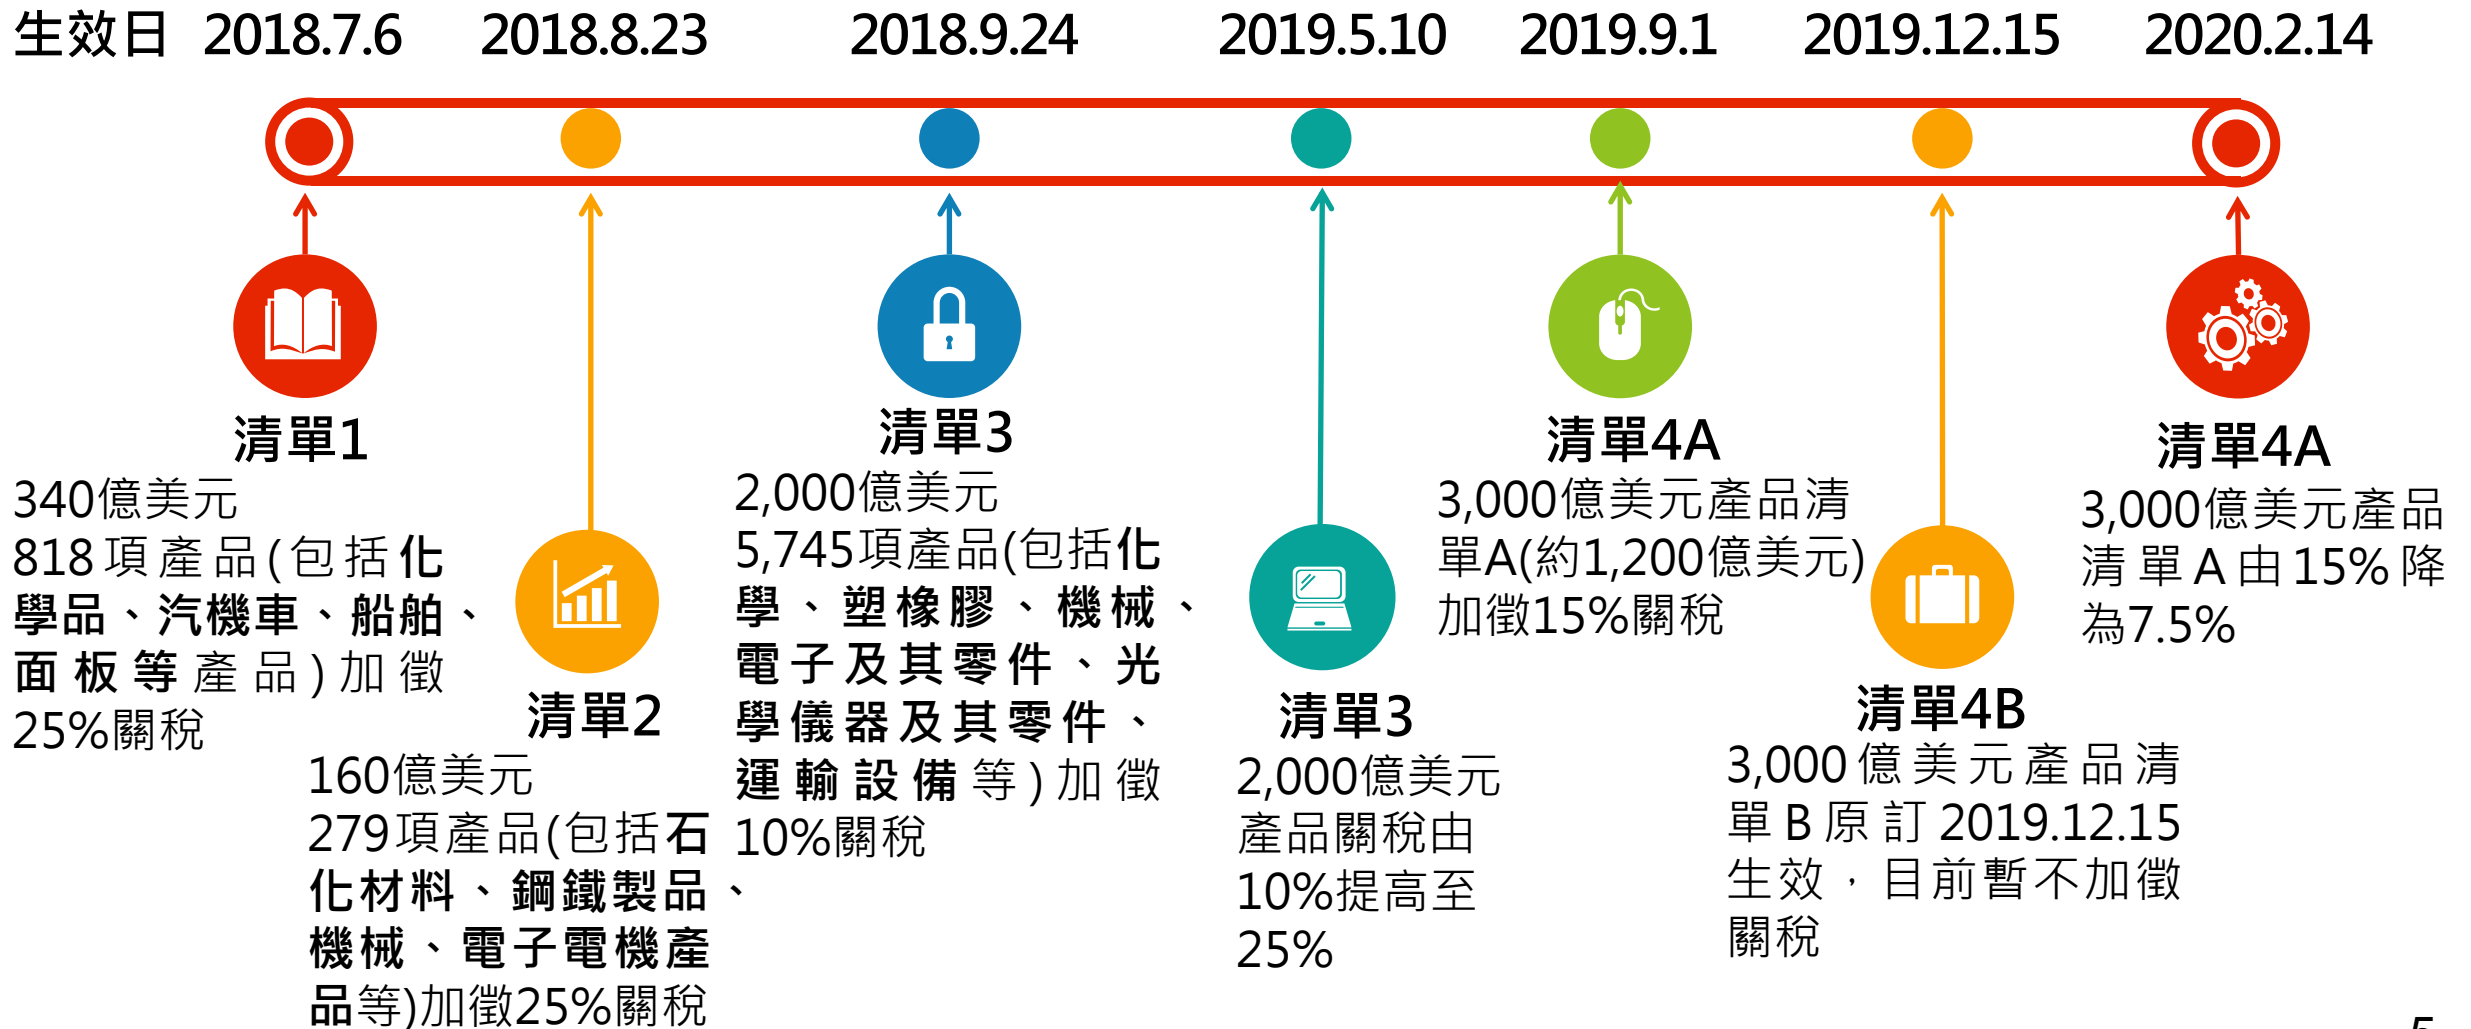 生效日 2018.7.6 2018.8.23 2018.9.24 2019.5.10 2019.9.1 2019.12.15 2020.2.14
清單1
340億美元
818項產品(包括化
學品、汽機車、船舶、
面板等產品)加徵
25%關稅
清單2
160億美元
279項產品(包括石
化材料、鋼鐵製品、
機械、電子電機產
品等)加徵25%關稅
清單3
2,000億美元
5,745項產品(包括化
學、塑橡膠、機械、
電子及其零件、光
學儀器及其零件、
運輸設備等)加徵
10%關稅
清單3
2,000億美元
產品關稅由
10%提高至
25%
清單4A
3,000億美元產品清
單A(約1,200億美元)
加徵15%關稅
清單4B
3,000億美元產品清
單B原訂2019.12.15
生效，目前暫不加徵
關稅
清單4A
3,000億美元產品
清單A由15%降
為7.5%
5